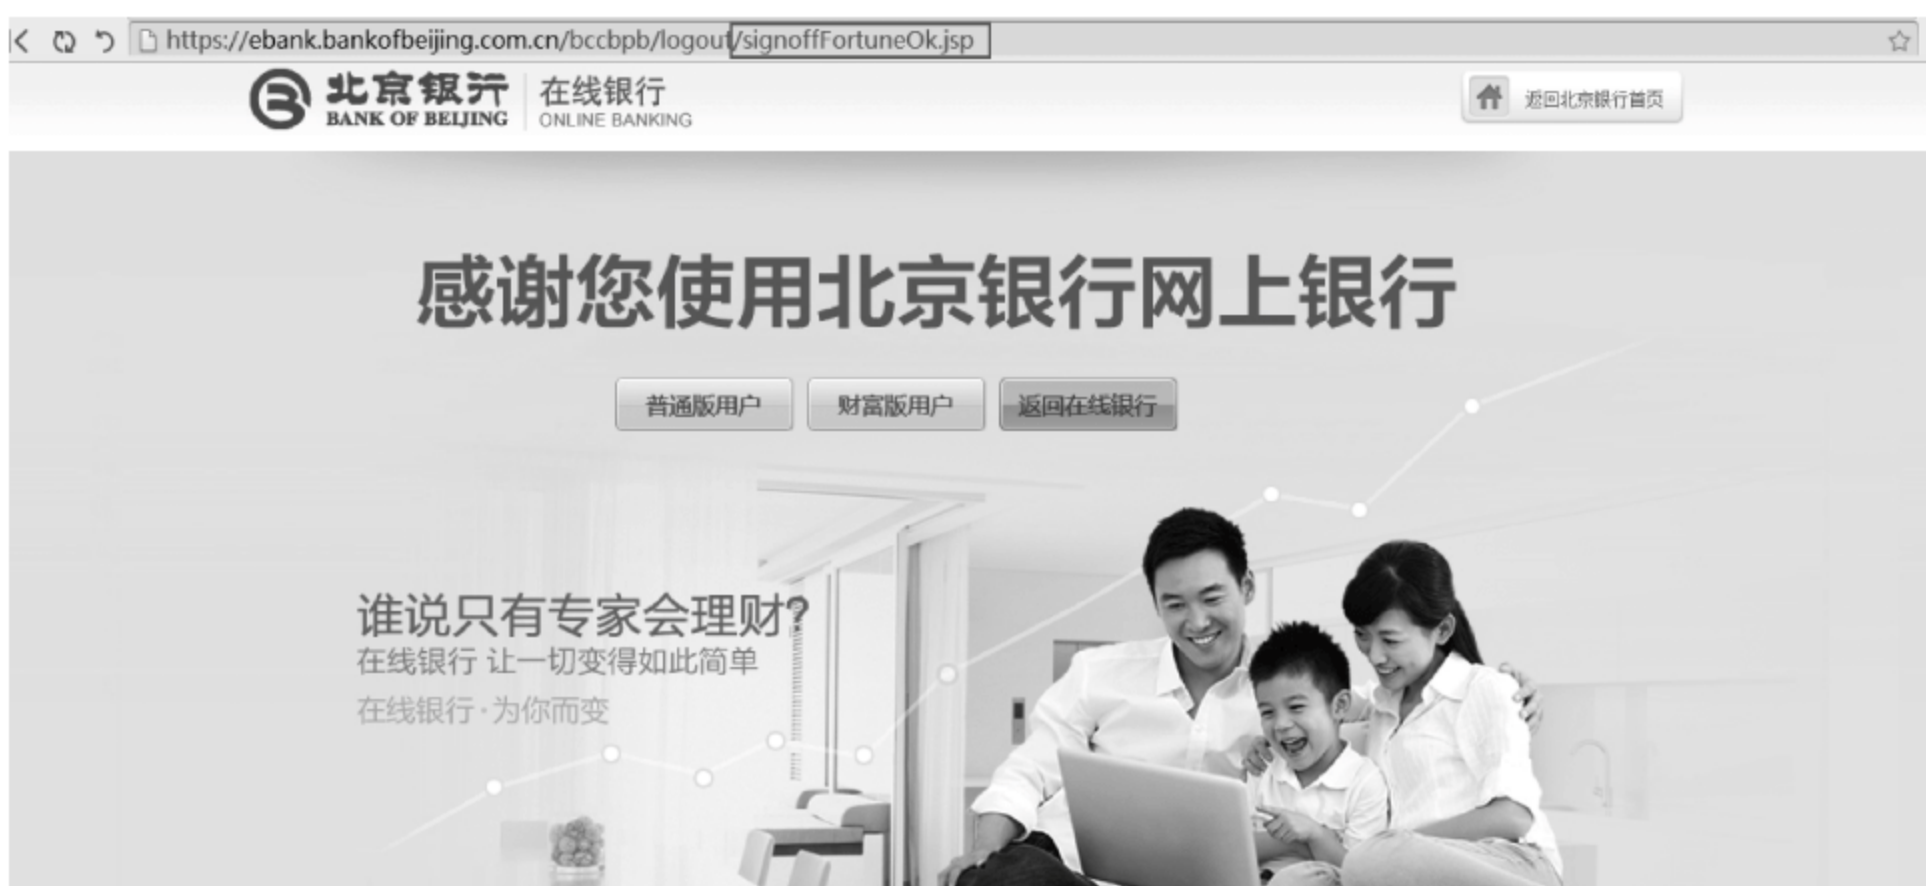 https://ebank.bankofbeijing.com.cn/bccbpb/logout/signoffFortuneOk.jsp
北京银行 在线银行
BANK OF BEIJING ONLINE BANKING
返回北京银行首页
感谢您使用北京银行网上银行
普通版用户 财富版用户 返回在线银行
谁说只有专家会理财?
在线银行 让一切变得如此简单
在线银行·为你而变